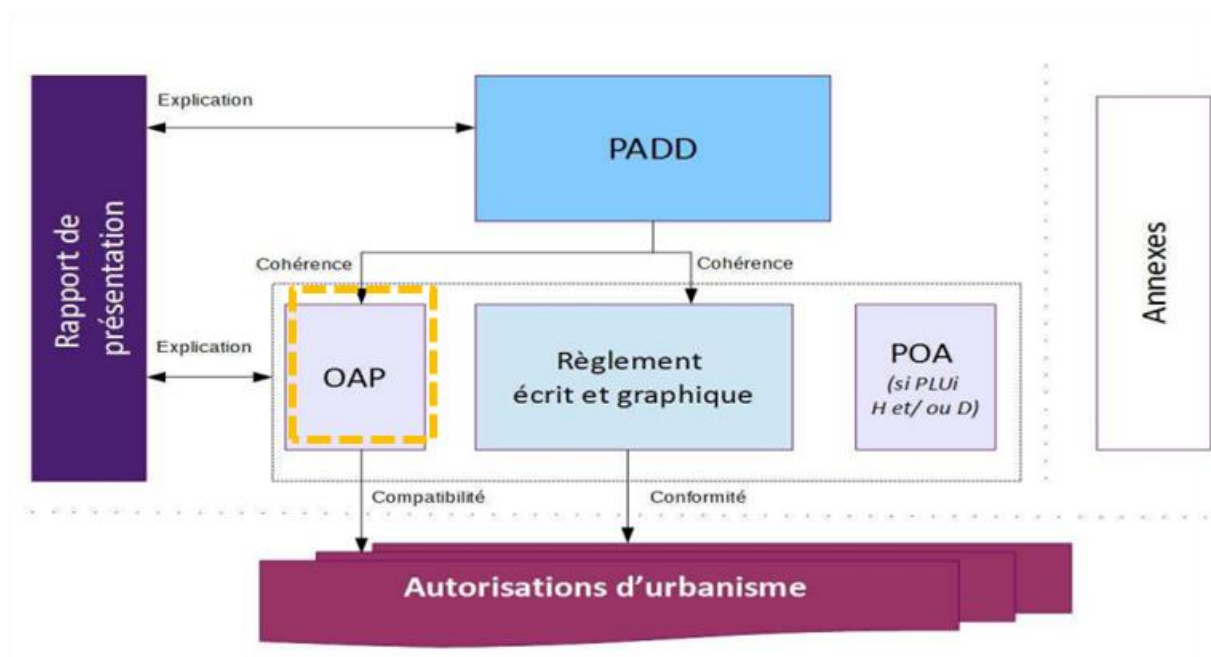 Explication
PADD
Rapport de
présentation
Cohérence
Cohérence
Annexes
Explication
OAP
Règlement
écrit et graphique
POA
(si PLUi
H et/ ou D)
Compatibilité
Conformité
Autorisations d’urbanisme